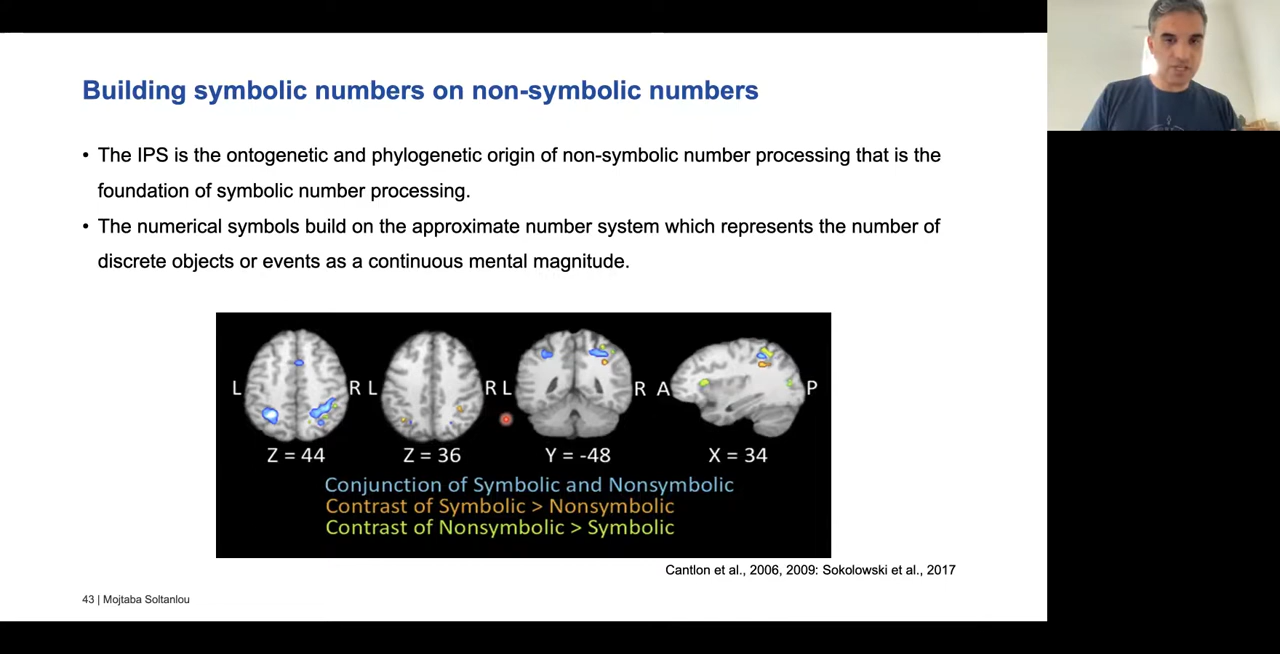 Building symbolic numbers on non-symbolic numbers
• The IPS is the ontogenetic and phylogenetic origin of non-symbolic number processing that is the
foundation of symbolic number processing.
• The numerical symbols build on the approximate number system which represents the number of
discrete objects or events as a continuous mental magnitude.
L R L R L R A P
Z = 44 Z = 36 Y = -48 X = 34
Conjunction of Symbolic and Nonsymbolic
Contrast of Symbolic > Nonsymbolic
Contrast of Nonsymbolic > Symbolic
Cantlon et al., 2006, 2009: Sokolowski et al., 2017
43 | Mojtaba Soltanlou